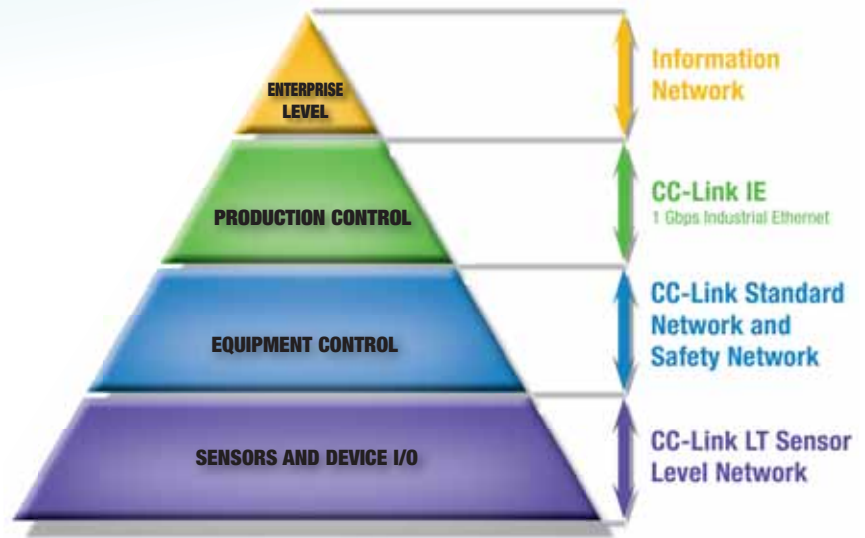 ENTERPRISE
LEVEL
Information
Network
PRODUCTION CONTROL
CC-Link IE
1 Gbps Industrial Ethernet
EQUIPMENT CONTROL
CC-Link Standard
Network and
Safety Network
SENSORS AND DEVICE I/O
CC-Link LT Sensor
Level Network